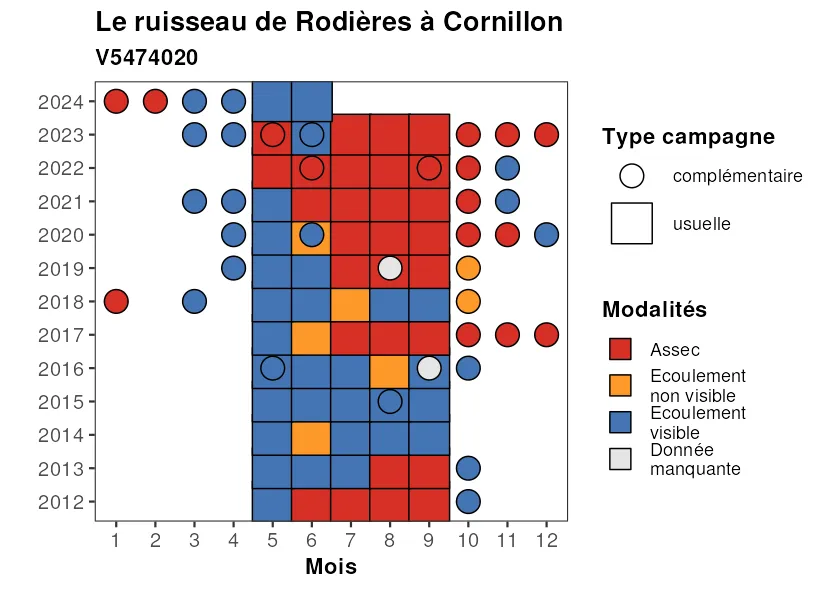 Le ruisseau de Rodières à Cornillon
V5474020
2024
2023
2022
2021
2020
2019
2018
2017
2016
2015
2014
2013
2012
1 2 3 4 5 6 7 8 9 10 11 12
Mois
Type campagne
complémentaire
usuelle
Modalités
Assec
Ecoulement
non visible
Ecoulement
visible
Donnée
manquante